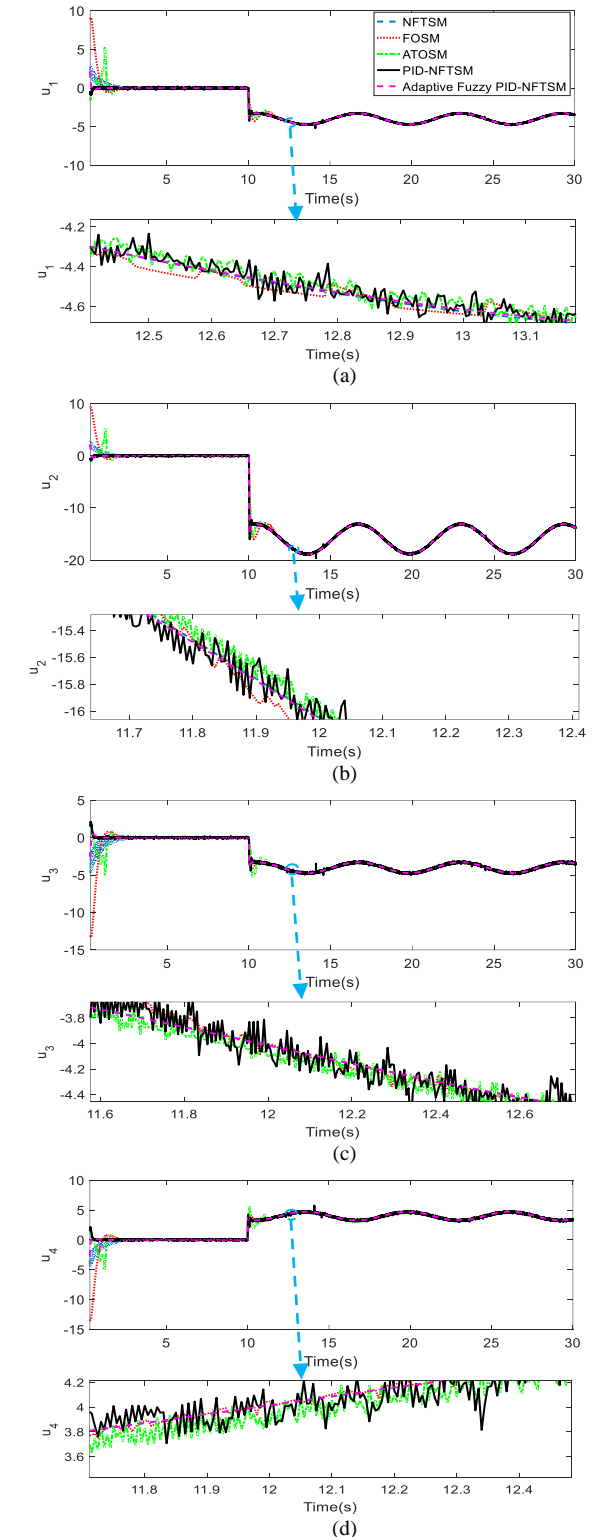 NFTSM
FOSM
ATOSM
PID-NFTSM
Adaptive Fuzzy PID-NFTSM
10
5
0
-5
-10
u1
5 10 15 20 25 30
Time(s)
-4.2
-4.4
-4.6
u1
12.5 12.6 12.7 12.8 12.9 13 13.1
Time(s)
(a)
10
0
-10
-20
u2
5 10 15 20 25 30
Time(s)
-15.4
-15.6
-15.8
-16
u2
11.7 11.8 11.9 12 12.1 12.2 12.3 12.4
Time(s)
(b)
5
0
-5
-10
-15
u3
5 10 15 20 25 30
Time(s)
-3.8
-4
-4.2
-4.4
u3
11.6 11.8 12 12.2 12.4 12.6
Time(s)
(c)
10
5
0
-5
-10
-15
u4
5 10 15 20 25 30
Time(s)
4.2
4
3.8
3.6
u4
11.8 11.9 12 12.1 12.2 12.3 12.4
Time(s)
(d)